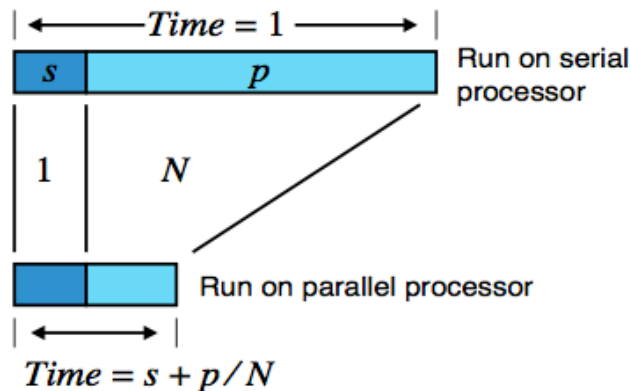 Time = 1
s p Run on serial
processor
1 N
Run on parallel processor
Time = s + p/N